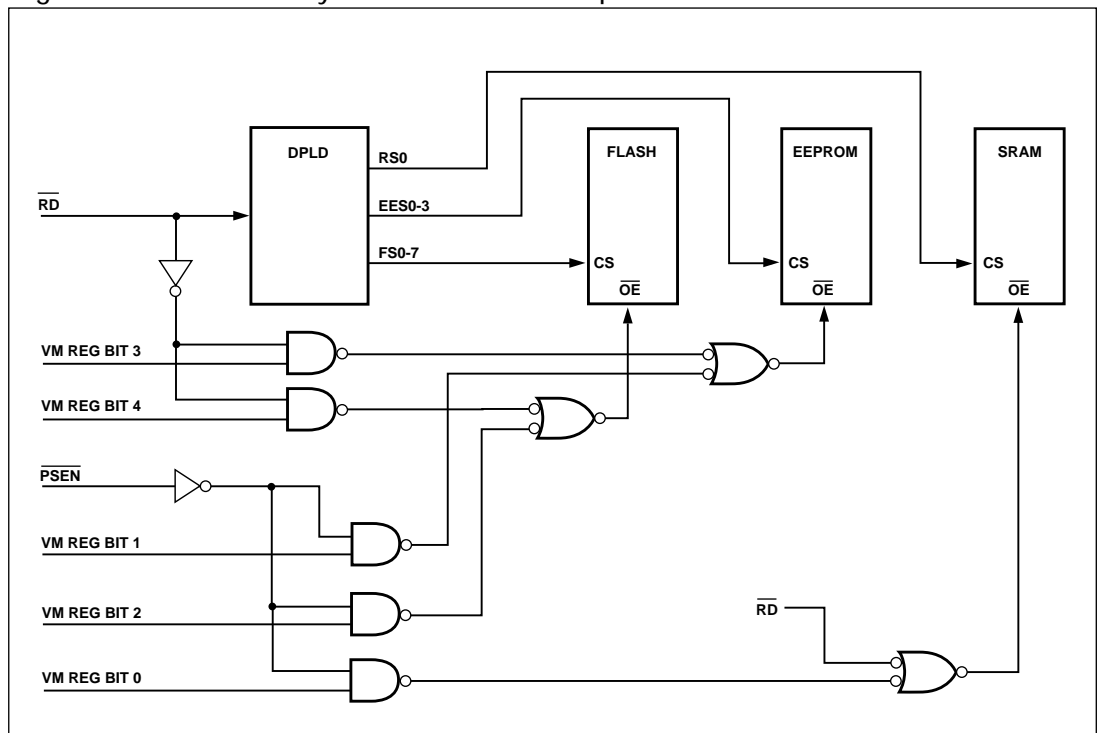 DPLD
FLASH
EEPROM
SRAM
RS0
RD
EES0-3
FS0-7
CS
CS
CS
OE
OE
OE
VM REG BIT 3
VM REG BIT 4
PSEN
VM REG BIT 1
VM REG BIT 2
RD
VM REG BIT 0